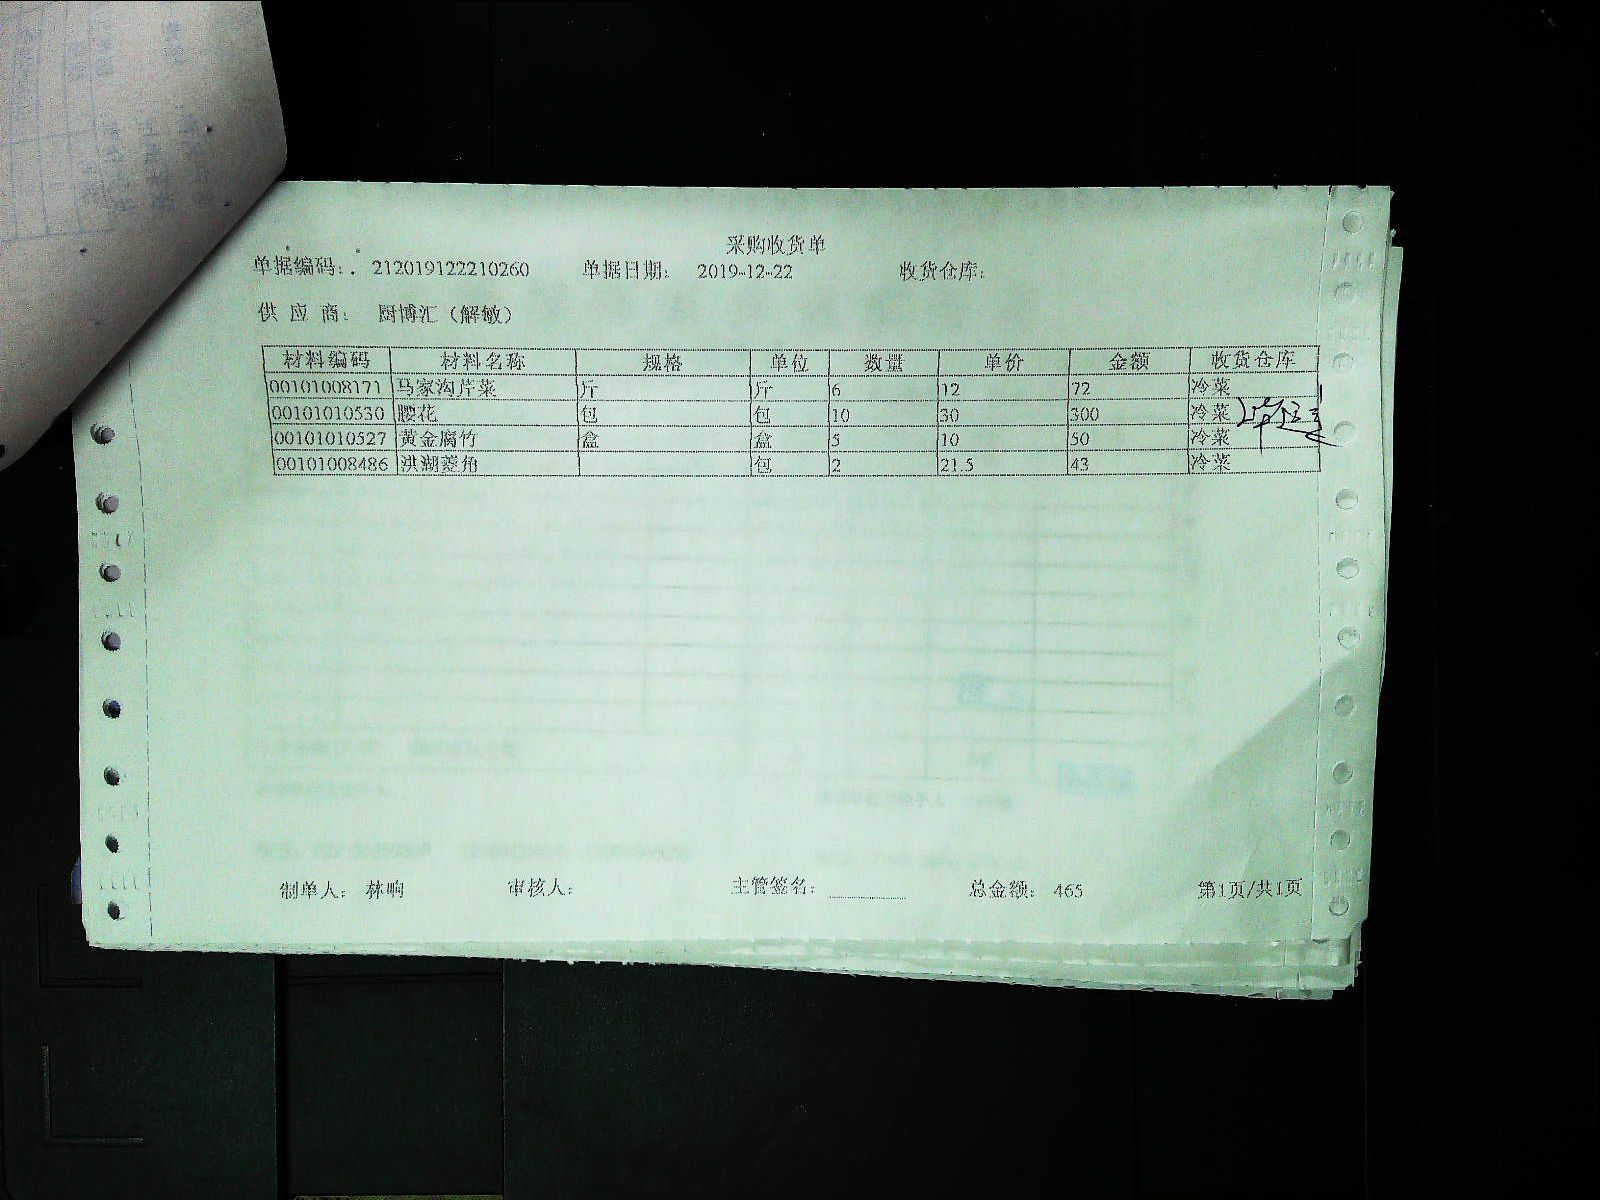 采购收货单
单据编码: 212019122210260 单据日期: 2019-12-22 收货仓库:
供 应 商: 厨博汇（解敏）
材料编码 材料名称 规格 单位 数量 单价 金额 收货仓库
00101008171 马家沟芹菜 斤 斤 6 12 72 冷菜
00101010530 腰花 包 包 10 30 300 冷菜
00101010527 黄金腐竹 盒 盒 5 10 50 冷菜
00101008486 洪湖菱角 包 2 21.5 43 冷菜
制单人: 林响 审核人: 主管签名: 总金额: 465 第1页/共1页